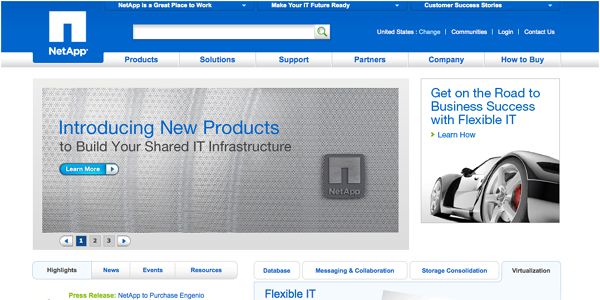 NetApp is a Great Place to Work
Make Your IT Future Ready
Customer Success Stories
NetApp
United States : Change | Communities | Login | Contact Us
Products
Solutions
Support
Partners
Company
How to Buy
Introducing New Products
to Build Your Shared IT Infrastructure
Learn More
NetApp
1 2 3
Get on the Road to
Business Success
with Flexible IT
Learn How
Highlights
News
Events
Resources
Press Release: NetApp to Purchase Engenio
Database
Messaging & Collaboration
Storage Consolidation
Virtualization
Flexible IT